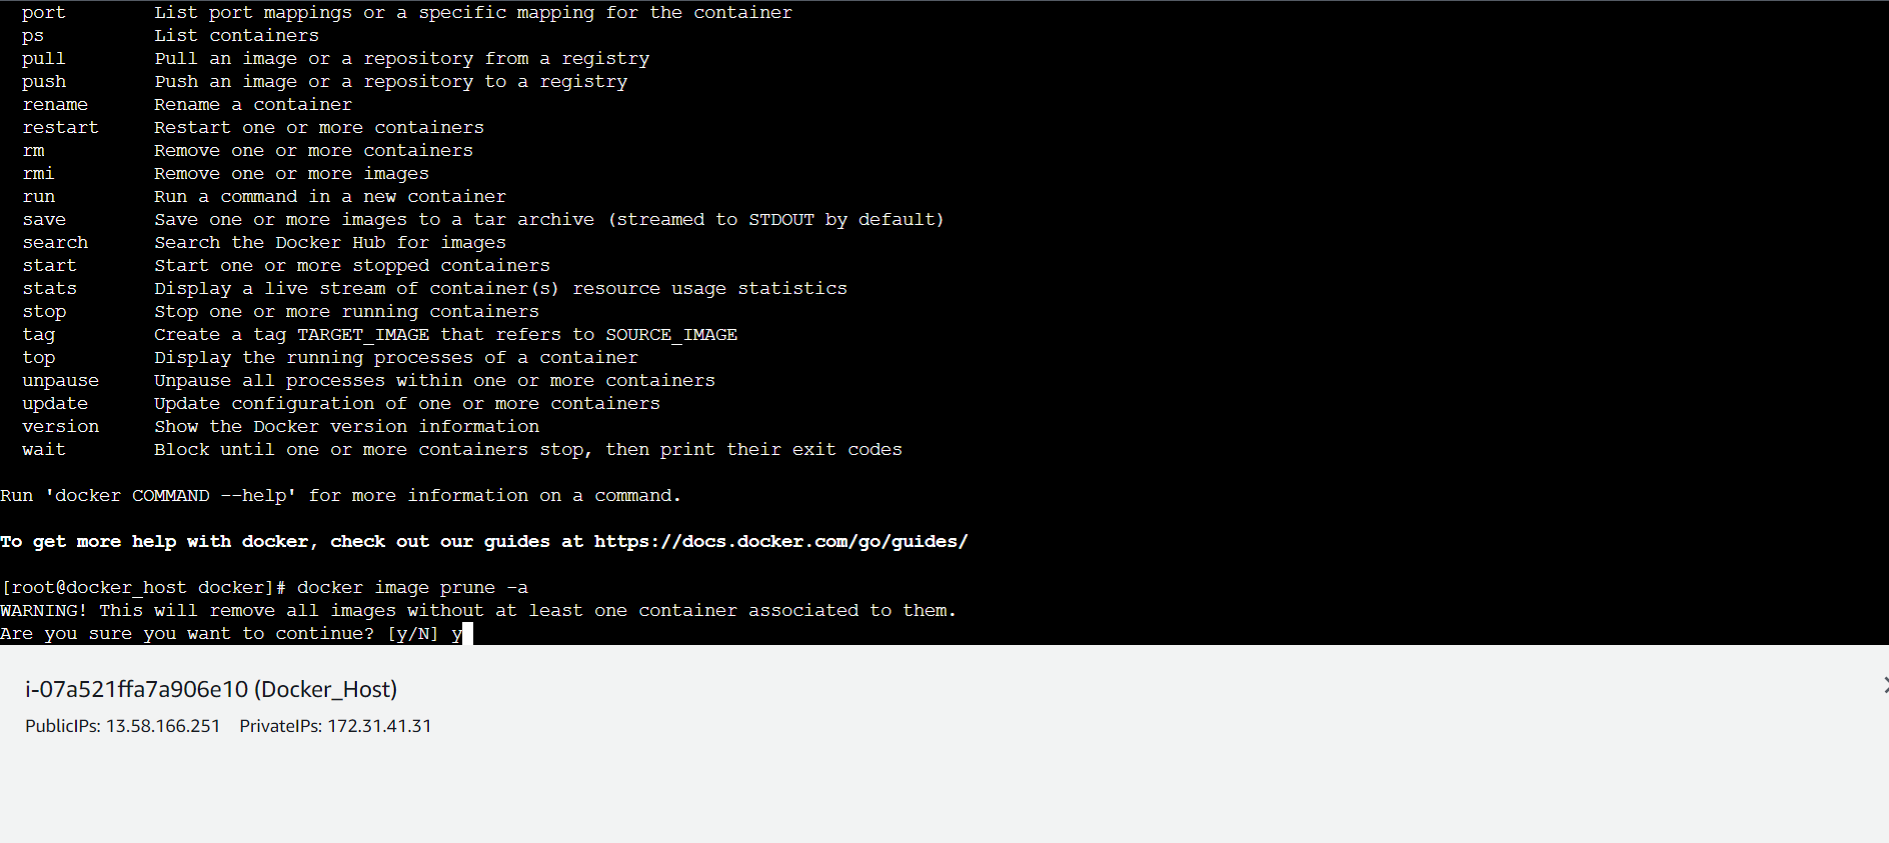 port        List port mappings or a specific mapping for the container
ps          List containers
pull        Pull an image or a repository from a registry
push        Push an image or a repository to a registry
rename      Rename a container
restart     Restart one or more containers
rm          Remove one or more containers
rmi         Remove one or more images
run         Run a command in a new container
save        Save one or more images to a tar archive (streamed to STDOUT by default)
search      Search the Docker Hub for images
start       Start one or more stopped containers
stats       Display a live stream of container(s) resource usage statistics
stop        Stop one or more running containers
tag         Create a tag TARGET_IMAGE that refers to SOURCE_IMAGE
top         Display the running processes of a container
unpause     Unpause all processes within one or more containers
update      Update configuration of one or more containers
version     Show the Docker version information
wait        Block until one or more containers stop, then print their exit codes
Run 'docker COMMAND --help' for more information on a command.
To get more help with docker, check out our guides at https://docs.docker.com/go/guides/
[root@docker_host docker]# docker image prune -a
WARNING! This will remove all images without at least one container associated to them.
Are you sure you want to continue? [y/N] y
i-07a521ffa7a906e10 (Docker_Host)
PublicIPs: 13.58.166.251    PrivateIPs: 172.31.41.31